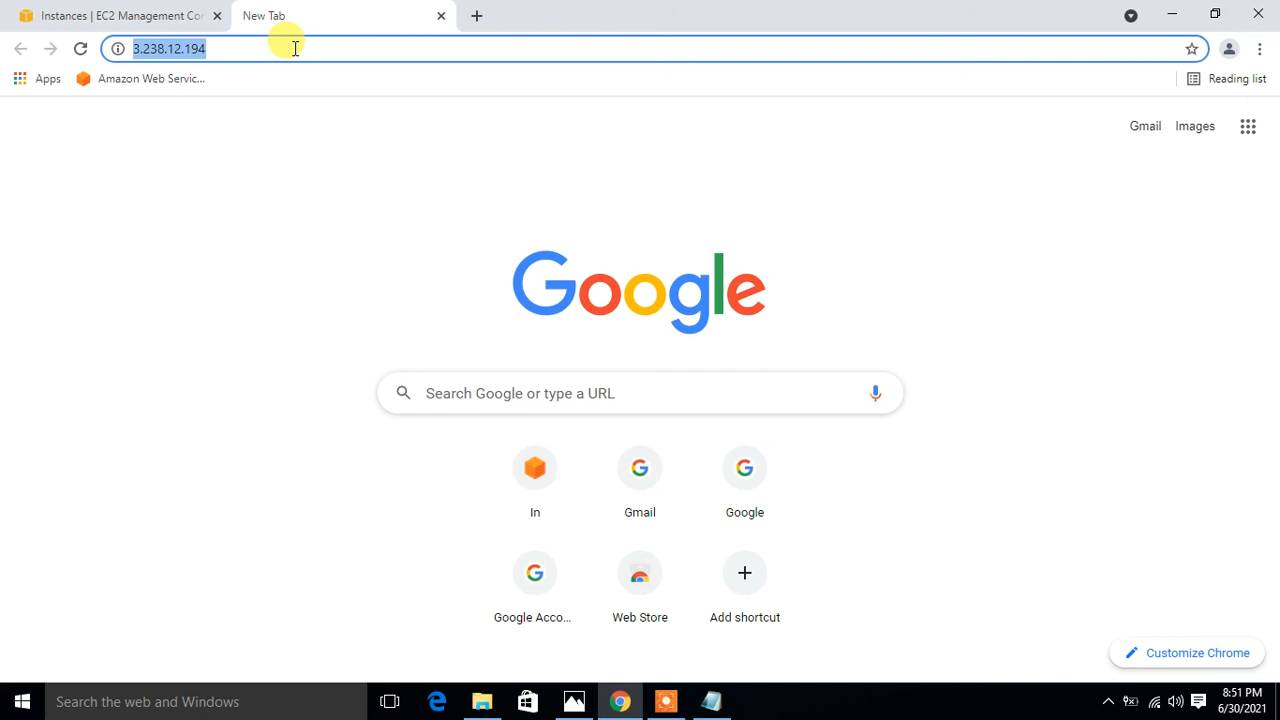 Instances | EC2 Management Cor
New Tab
3.238.12.194
Apps
Amazon Web Servic...
Reading list
Gmail
Images
Google
Search Google or type a URL
In
Gmail
Google
Google Acco...
Web Store
Add shortcut
Customize Chrome
Search the web and Windows
8:51 PM
6/30/2021